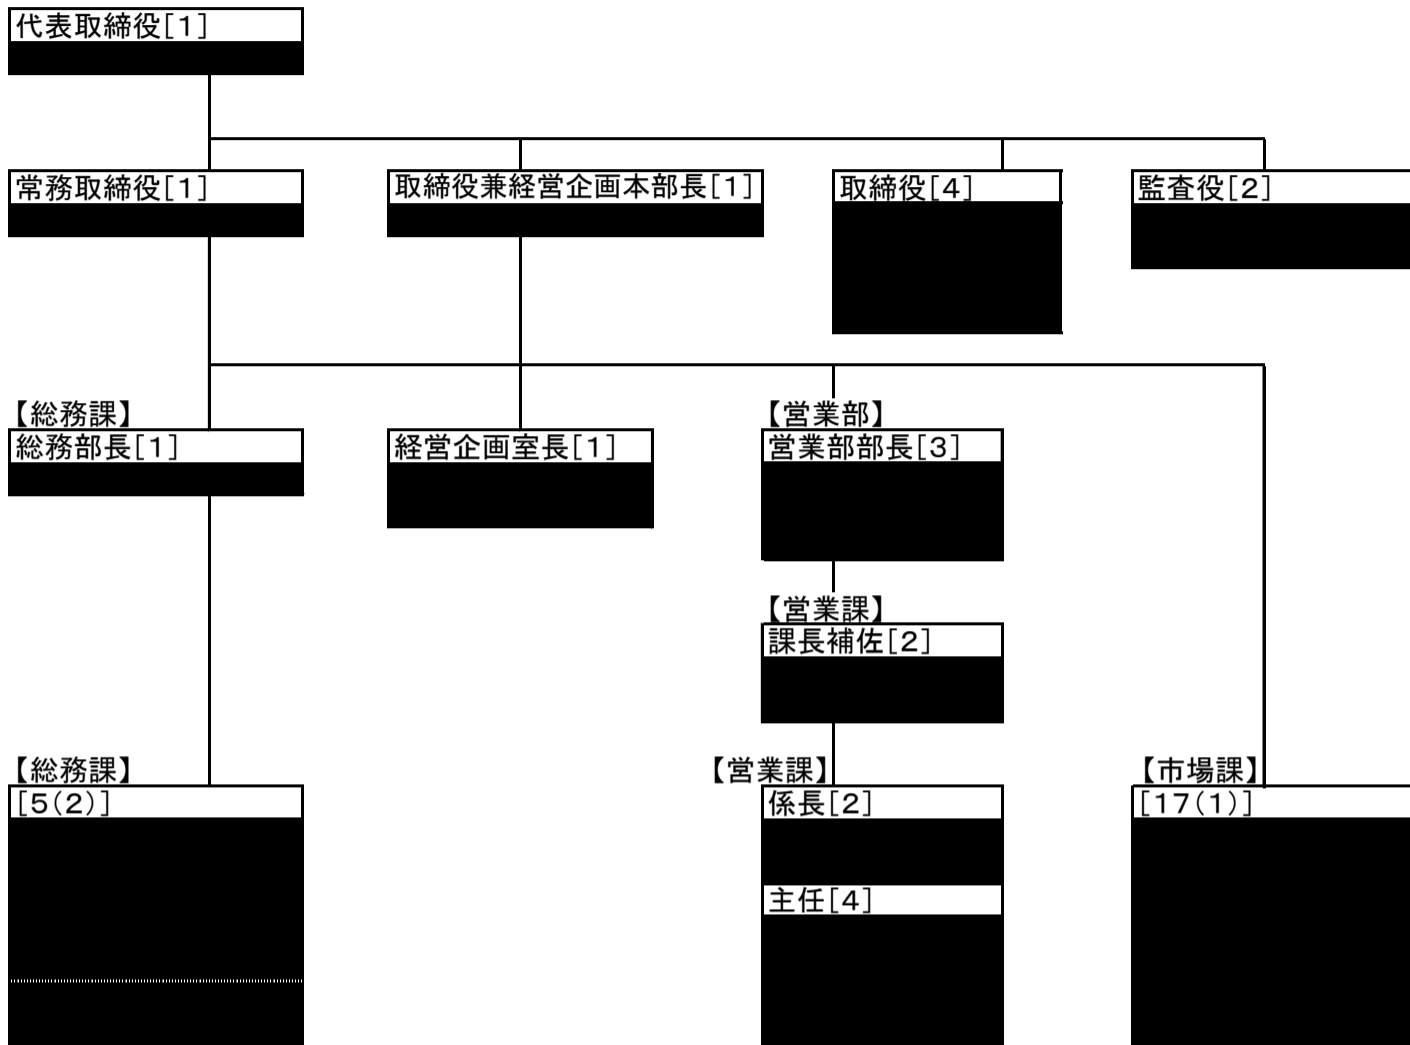 代表取締役[1]
常務取締役[1]
取締役兼経営企画本部長[1]
取締役[4]
監査役[2]
【総務課】
総務部長[1]
経営企画室長[1]
【営業部】
営業部部長[3]
【営業課】
課長補佐[2]
【総務課】
[5(2)]
【営業課】
係長[2]
主任[4]
【市場課】
[17(1)]